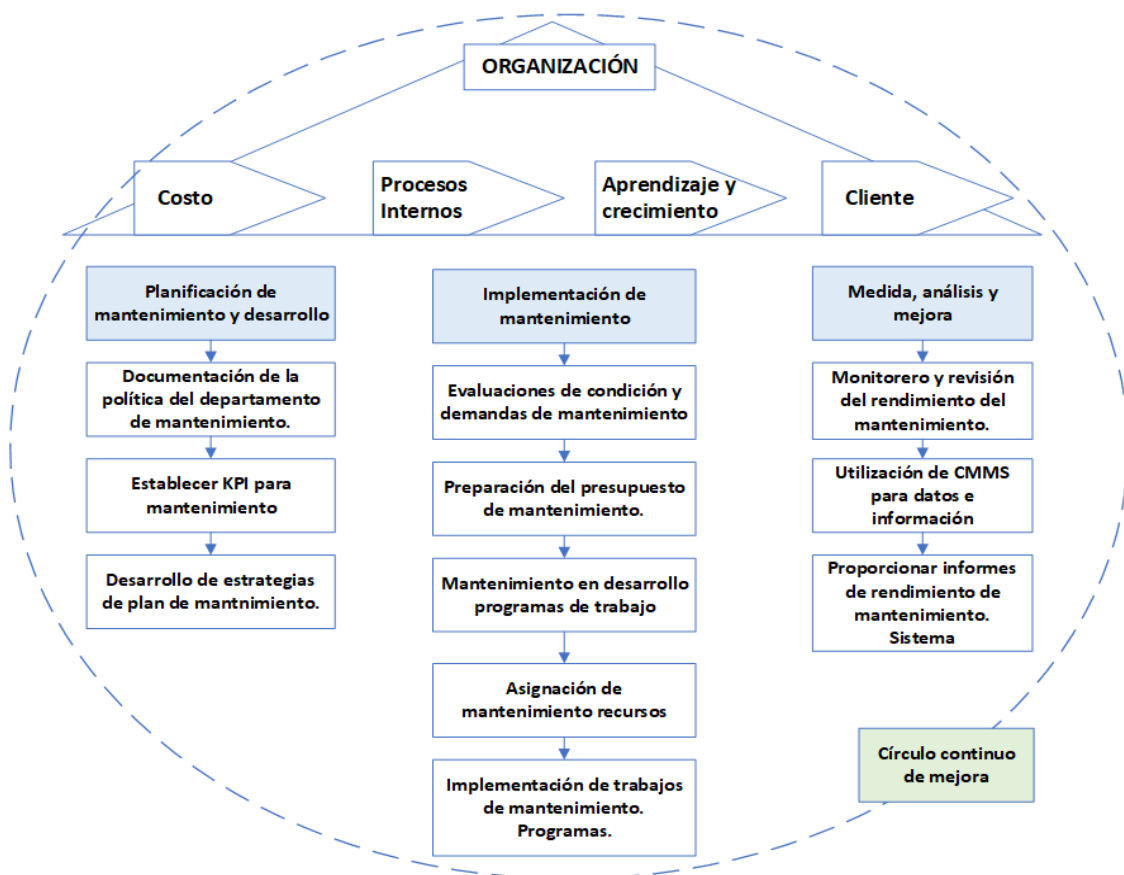 ORGANIZACIÓN
Costo
Procesos
Internos
Aprendizaje y
crecimiento
Cliente
Planificación de
mantenimiento y desarrollo
Documentación de la
política del departamento
de mantenimiento.
Establecer KPI para
mantenimiento
Desarrollo de estrategias
de plan de mantnimiento.
Implementación de
mantenimiento
Evaluaciones de condición y
demandas de mantenimiento
Preparación del presupuesto
de mantenimiento.
Mantenimiento en desarrollo
programas de trabajo
Asignación de
mantenimiento recursos
Implementación de trabajos
de mantenimiento.
Programas.
Medida, análisis y
mejora
Monitorero y revisión
del rendimiento del
mantenimiento.
Utilización de CMMS
para datos e
información
Proporcionar informes
de rendimiento de
mantenimiento.
Sistema
Círculo continuo
de mejora